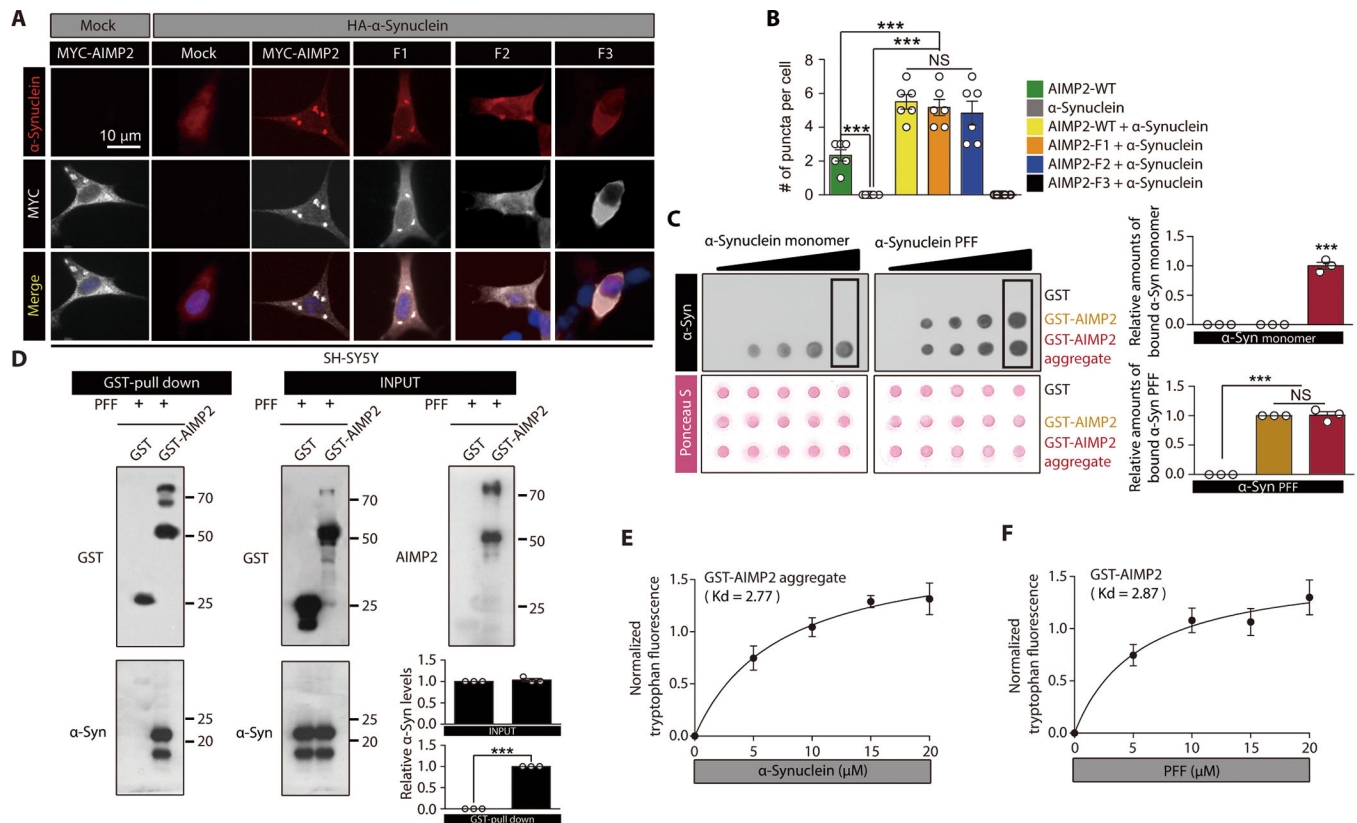 A
Mock
HA-α-Synuclein
MYC-AIMP2
Mock
MYC-AIMP2
F1
F2
F3
α-Synuclein
10 µm
MYC
Merge
SH-SY5Y
B
# of puncta per cell
8
6
4
2
0
***
***
***
NS
AIMP2-WT
α-Synuclein
AIMP2-WT + α-Synuclein
AIMP2-F1 + α-Synuclein
AIMP2-F2 + α-Synuclein
AIMP2-F3 + α-Synuclein
C
α-Synuclein monomer
α-Synuclein PFF
α-Syn
GST
GST-AIMP2
GST-AIMP2
aggregate
Ponceau S
GST
GST-AIMP2
GST-AIMP2
aggregate
Relative amounts of
bound α-Syn monomer
1.5
1.0
0.5
0.0
***
α-Syn monomer
Relative amounts of
bound α-Syn PFF
1.5
1.0
0.5
0.0
***
NS
α-Syn PFF
D
GST-pull down
INPUT
PFF + +
GST
GST-AIMP2
PFF + +
GST
GST-AIMP2
PFF + +
GST
GST-AIMP2
GST
70
50
25
GST
70
50
25
AIMP2
70
50
25
α-Syn
25
20
α-Syn
25
20
Relative α-Syn levels
1.5
1.0
0.5
0.0
INPUT
1.5
1.0
0.5
0.0
***
GST-pull down
E
GST-AIMP2 aggregate
( Kd = 2.77 )
Normalized
tryptophan fluorescence
1.5
1.0
0.5
0.0
0 5 10 15 20
α-Synuclein (µM)
F
GST-AIMP2
( Kd = 2.87 )
Normalized
tryptophan fluorescence
1.5
1.0
0.5
0.0
0 5 10 15 20
PFF (µM)